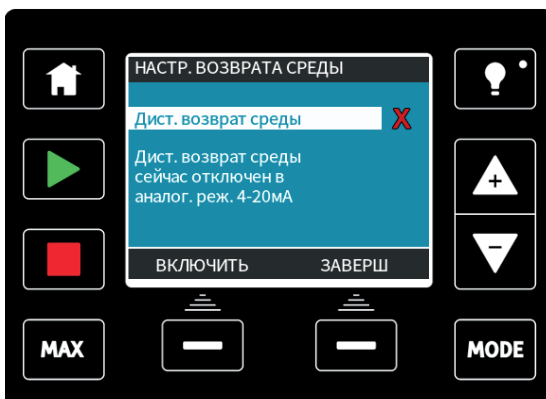 НАСТР. ВОЗВРАТА СРЕДЫ
Дист. возврат среды X
Дист. возврат среды
сейчас отключен в
аналог. реж. 4-20мА
ВКЛЮЧИТЬ ЗАВЕРШ
MAX
MODE